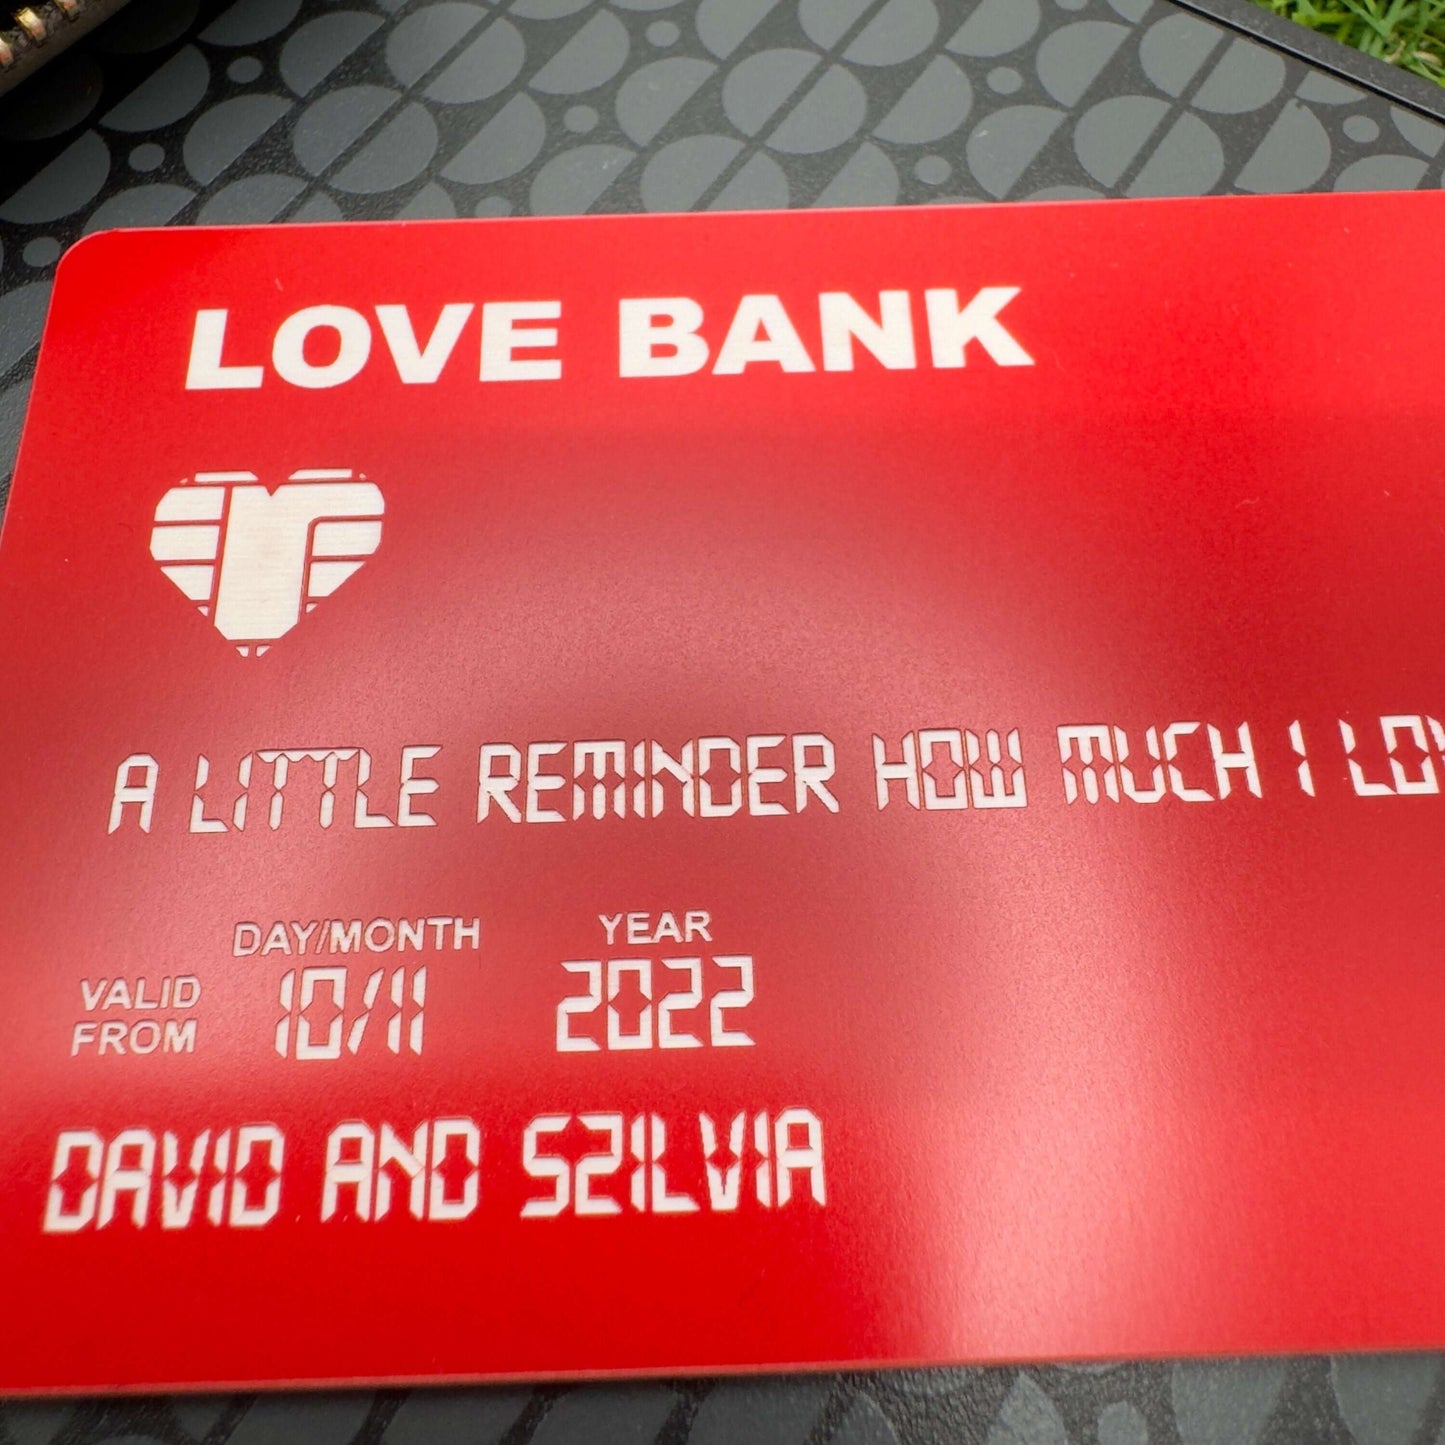 LOVE BANK
A LITTLE REMINDER HOW MUCH I
DAY/MONTH YEAR
VALID FROM 10/11 2022
DAVID AND SZILVIA